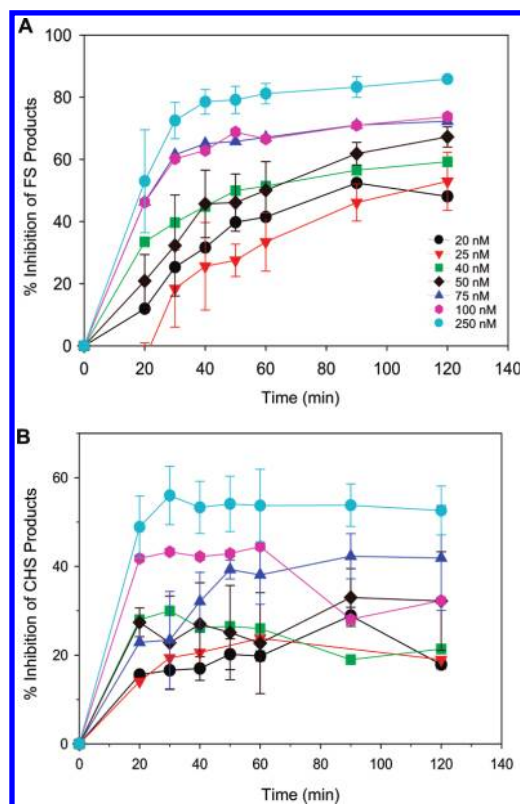 A
% Inhibition of FS Products
100
80
60
40
20
0
20 nM
25 nM
40 nM
50 nM
75 nM
100 nM
250 nM
0 20 40 60 80 100 120 140
Time (min)
B
% Inhibition of CHS Products
60
40
20
0
0 20 40 60 80 100 120 140
Time (min)